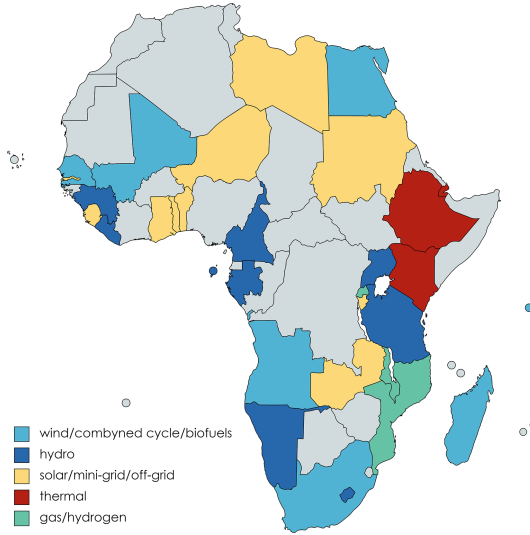 wind/combyned cycle/biofuels
hydro
solar/mini-grid/off-grid
thermal
gas/hydrogen